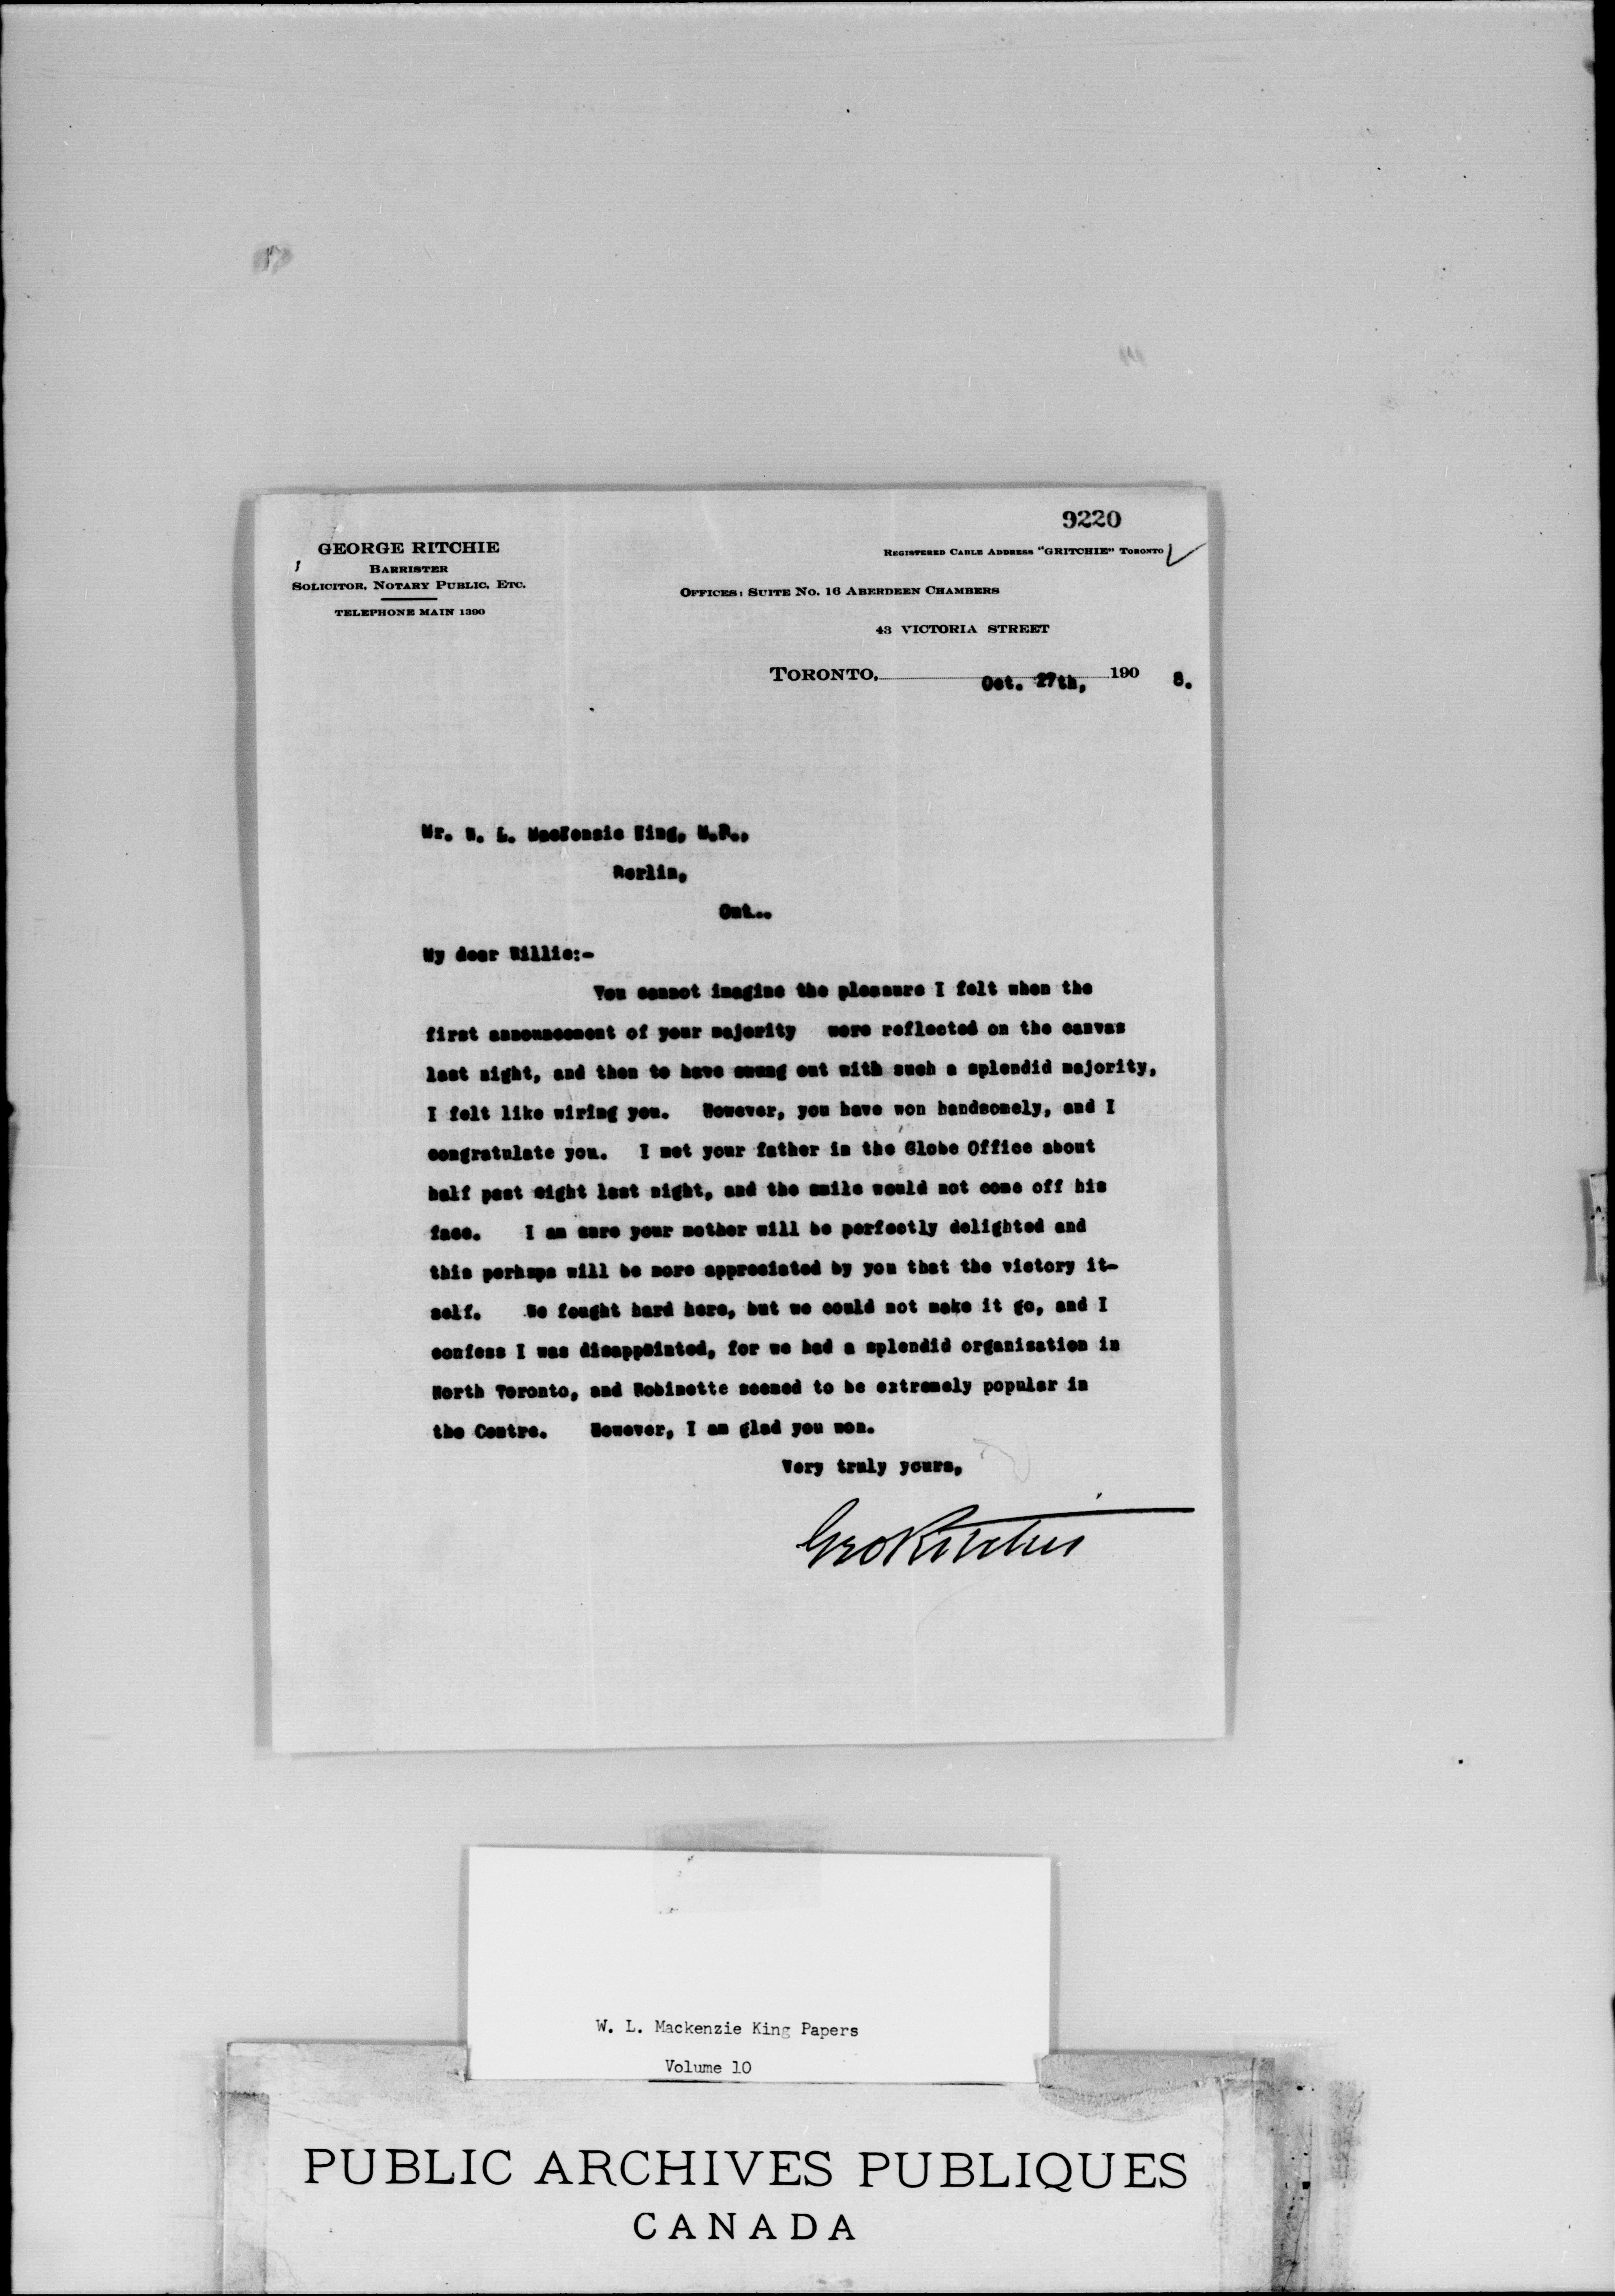 9220
GEORGE RITCHIE
BARRISTER
SOLICITOR, NOTARY PUBLIC, ETC.
TELEPHONE MAIN 1390
REGISTERED CABLE ADDRESS "GRITCHIE" TORONTO
OFFICES: SUITE NO. 16 ABERDEEN CHAMBERS
43 VICTORIA STREET
TORONTO, Oct. 27th, 190 8.
Mr. W. L. MacKenzie King, M.P.,
Berlin,
Ont..
My dear Willie:-
You cannot imagine the pleasure I felt when the
first announcement of your majority were reflected on the canvas
last night, and then to have swung out with such a splendid majority,
I felt like wiring you. However, you have won handsomely, and I
congratulate you. I met your father in the Globe Office about
half past eight last night, and the smile would not come off his
face. I am sure your mother will be perfectly delighted and
this perhaps will be more appreciated by you that the victory it-
self. We fought hard here, but we could not make it go, and I
confess I was disappointed, for we had a splendid organisation in
North Toronto, and Robinette seemed to be extremely popular in
the Centre. However, I am glad you won.
Very truly yours,
Geo Ritchie
W. L. Mackenzie King Papers
Volume 10
PUBLIC ARCHIVES PUBLIQUES
CANADA